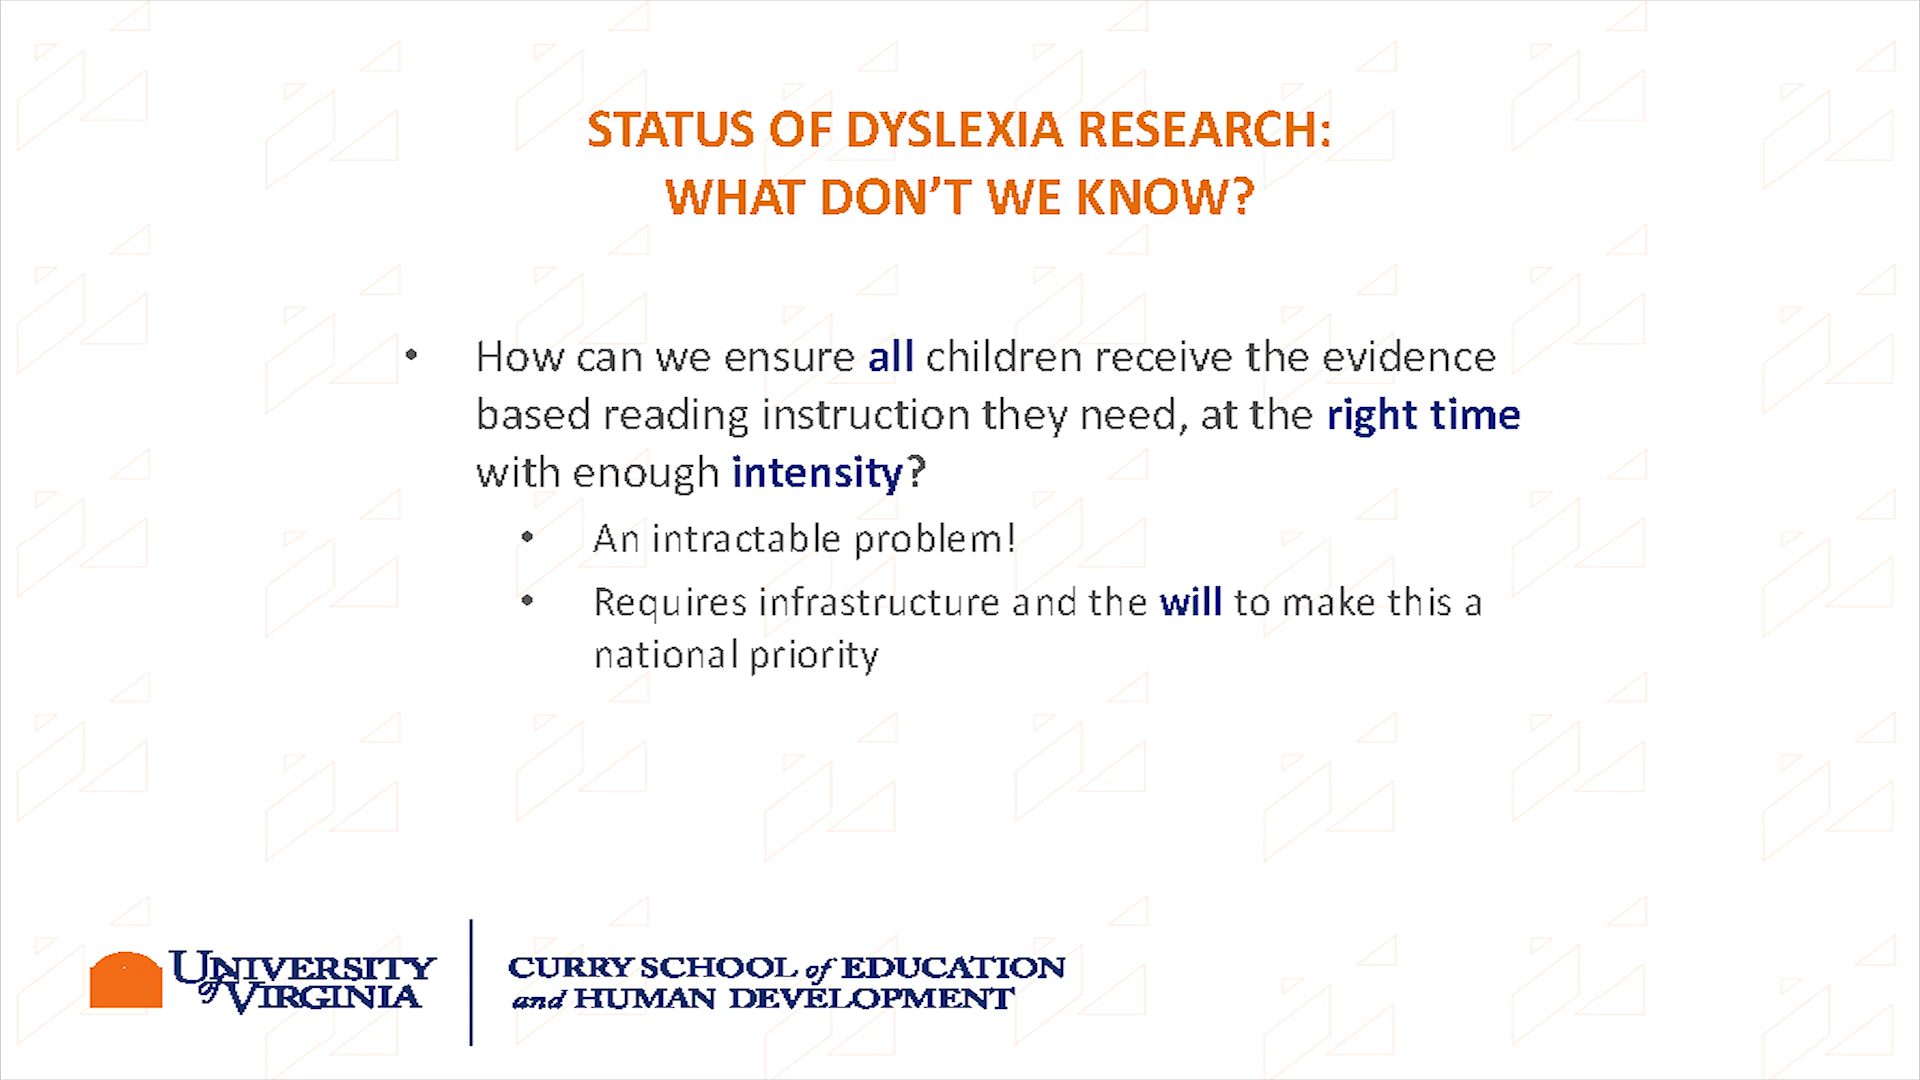 STATUS OF DYSLEXIA RESEARCH:
WHAT DON'T WE KNOW?
• How can we ensure all children receive the evidence
based reading instruction they need, at the right time
with enough intensity?
• An intractable problem!
• Requires infrastructure and the will to make this a
national priority
UNIVERSITY
of VIRGINIA
CURRY SCHOOL of EDUCATION
and HUMAN DEVELOPMENT